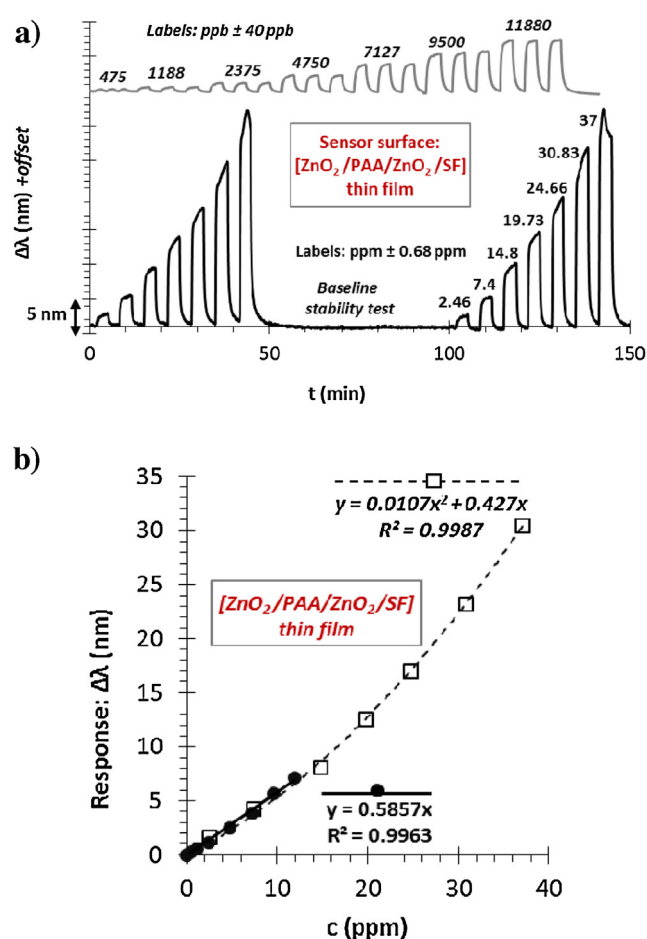 a)
Labels: ppb ± 40 ppb
475
1188
2375
4750
7127
9500
11880
Δλ (nm) +offset
Sensor surface:
[ZnO₂/PAA/ZnO₂/SF]
thin film
Labels: ppm ± 0.68 ppm
Baseline
stability test
2.46
7.4
14.8
19.73
24.66
30.83
37
5 nm
0 50 100 150
t (min)
b)
Response: Δλ (nm)
35
30
25
20
15
10
5
0
y = 0.0107x² + 0.427x
R² = 0.9987
[ZnO₂/PAA/ZnO₂/SF]
thin film
y = 0.5857x
R² = 0.9963
0 10 20 30 40
c (ppm)